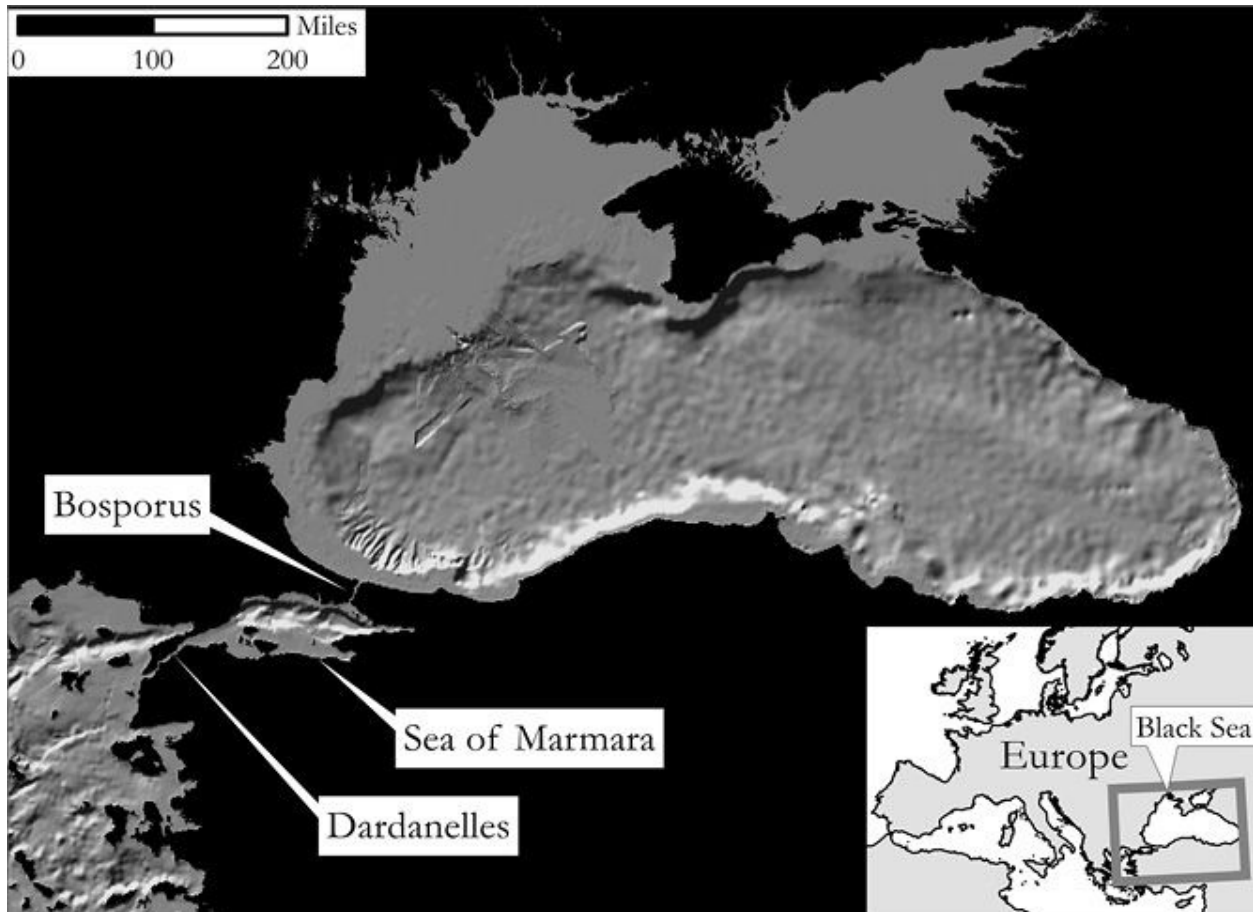 Miles
0 100 200
Bosporus
Sea of Marmara
Dardanelles
Black Sea
Europe